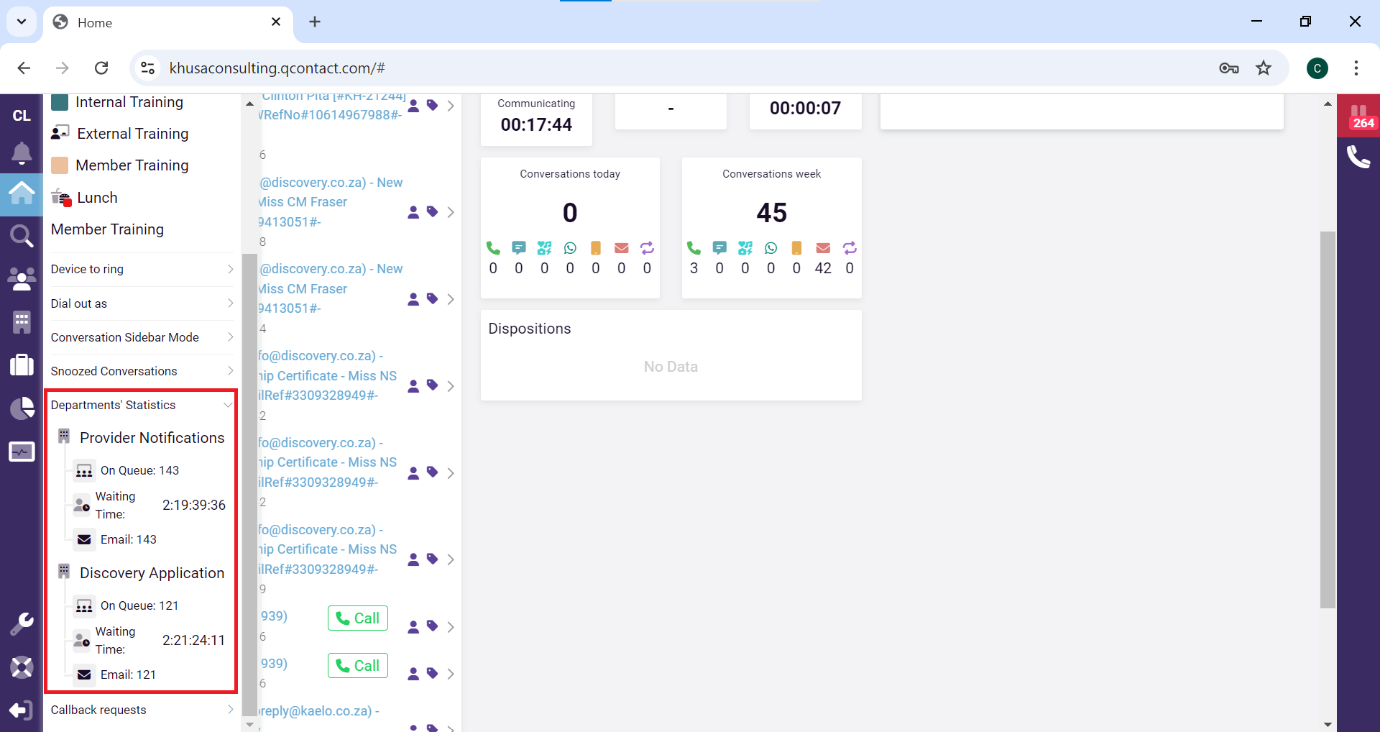 Home
khusaconsulting.qcontact.com/#
C
CL
264
Internal Training
External Training
Member Training
Lunch
Member Training
Device to ring
Dial out as
Conversation Sidebar Mode
Snoozed Conversations
Departments' Statistics
Provider Notifications
On Queue: 143
Waiting
Time:
2:19:39:36
Email: 143
Discovery Application
On Queue: 121
Waiting
Time:
2:21:24:11
Email: 121
Callback requests
Clinton Pita [#KH-21244]
RefNo#10614967988#-
6
@discovery.co.za) - New
Miss CM Fraser
9413051#-
8
@discovery.co.za) - New
Miss CM Fraser
9413051#-
4
fo@discovery.co.za) -
hip Certificate - Miss NS
ilRef#3309328949#-
2
fo@discovery.co.za) -
hip Certificate - Miss NS
ilRef#3309328949#-
2
fo@discovery.co.za) -
hip Certificate - Miss NS
ilRef#3309328949#-
9
939)
Call
6
939)
Call
6
reply@kaelo.co.za) -
Communicating
00:17:44
-
00:00:07
Conversations today
0
0 0 0 0 0 0 0
Conversations week
45
3 0 0 0 0 42 0
Dispositions
No Data